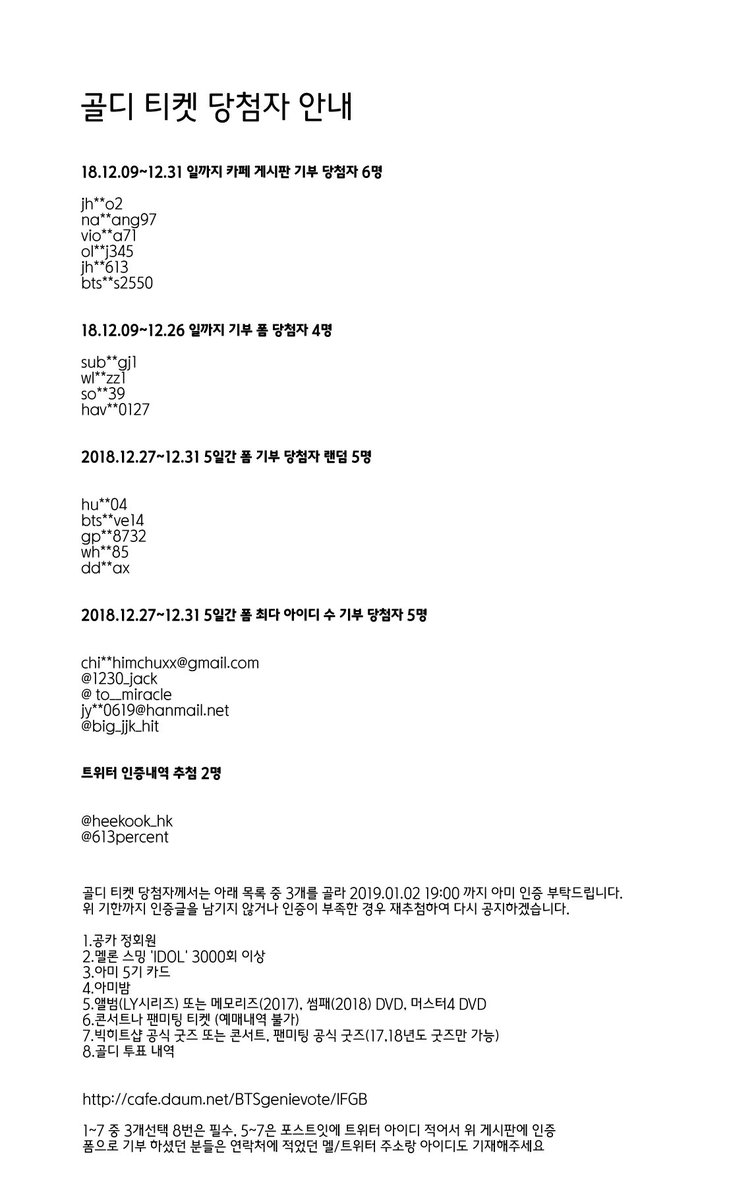 골디 티켓 당첨자 안내
18.12.09~12.31 일까지 카페 게시판 기부 당첨자 6명
jh**o2
na**ang97
vio**a71
ol**j345
jh**613
bts**s2550
18.12.09~12.26 일까지 기부 폼 당첨자 4명
sub**gj1
wl**zz1
so**39
hav**0127
2018.12.27~12.31 5일간 폼 기부 당첨자 랜덤 5명
hu**04
bts**ve14
gp**8732
wh**85
dd**ax
2018.12.27~12.31 5일간 폼 최다 아이디 수 기부 당첨자 5명
chi**himchuxx@gmail.com
@1230_jack
@ to__miracle
jy**0619@hanmail.net
@big_jjk_hit
트위터 인증내역 추첨 2명
@heekook_hk
@613percent
골디 티켓 당첨자께서는 아래 목록 중 3개를 골라 2019.01.02 19:00 까지 아미 인증 부탁드립니다.
위 기한까지 인증글을 남기지 않거나 인증이 부족한 경우 재추첨하여 다시 공지하겠습니다.
1.공카 정회원
2.멜론 스밍 'IDOL' 3000회 이상
3.아미 5기 카드
4.아미밤
5.앨범(LY시리즈) 또는 메모리즈(2017), 썸패(2018) DVD, 머스터4 DVD
6.콘서트나 팬미팅 티켓 (예매내역 불가)
7.빅히트샵 공식 굿즈 또는 콘서트, 팬미팅 공식 굿즈(17,18년도 굿즈만 가능)
8.골디 투표 내역
http://cafe.daum.net/BTSgenievote/IFGB
1~7 중 3개선택 8번은 필수, 5~7은 포스트잇에 트위터 아이디 적어서 위 게시판에 인증
폼으로 기부 하셨던 분들은 연락처에 적었던 멜/트위터 주소랑 아이디도 기재해주세요